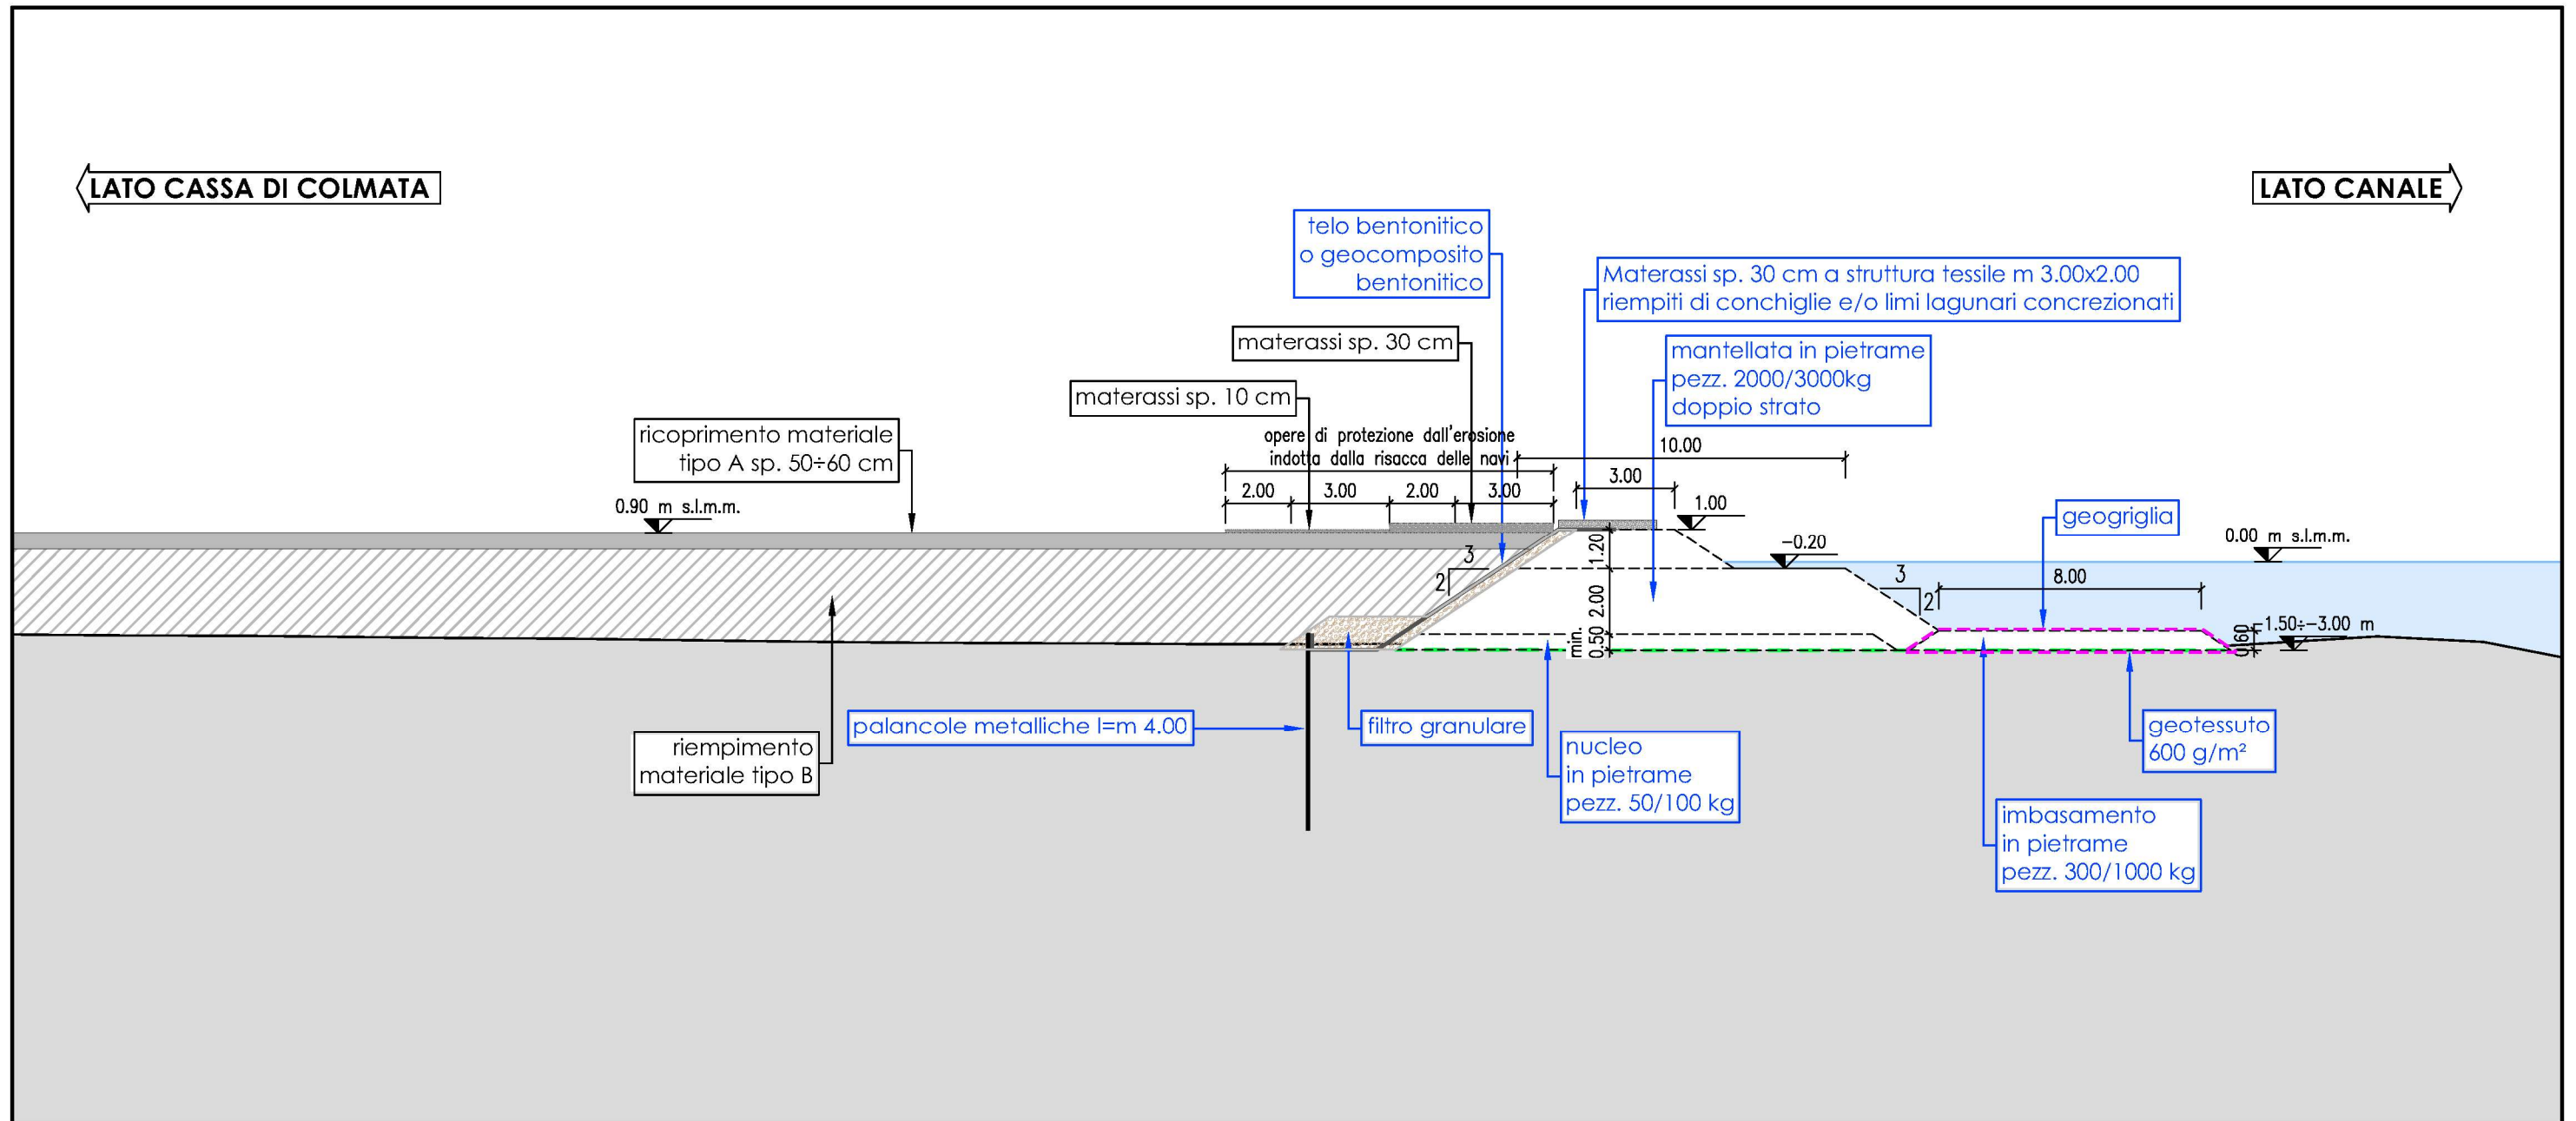 LATO CASSA DI COLMATA
LATO CANALE
telo bentonitico
o geocomposito
bentonitico
Materassi sp. 30 cm a struttura tessile m 3.00x2.00
riempiti di conchiglie e/o limi lagunari concrezionati
materassi sp. 30 cm
mantellata in pietrame
pezz. 2000/3000kg
doppio strato
materassi sp. 10 cm
ricoprimento materiale
tipo A sp. 50÷60 cm
opere di protezione dall'erosione
indotta dalla risacca delle navi
10.00
2.00
3.00
2.00
3.00
3.00
0.90 m s.l.m.m.
1.00
geogriglia
-0.20
0.00 m s.l.m.m.
1.20
3
2
3
2
8.00
2.00
min.
0.50
0.60
-1.50÷-3.00 m
palancole metalliche l=m 4.00
filtro granulare
riempimento
materiale tipo B
nucleo
in pietrame
pezz. 50/100 kg
geotessuto
600 g/m²
imbasamento
in pietrame
pezz. 300/1000 kg